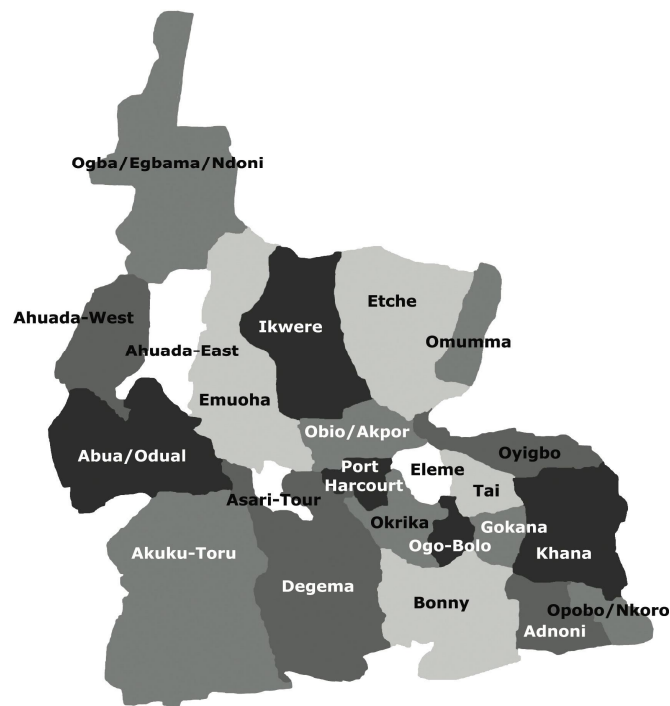 Ogba/Egbama/Ndoni
Ahuada-West
Ahuada-East
Ikwere
Etche
Omumma
Emuoha
Obio/Akpor
Abua/Odual
Oyigbo
Port
Harcourt
Eleme
Tai
Asari-Tour
Okrika
Gokana
Ogo-Bolo
Khana
Akuku-Toru
Degema
Bonny
Opobo/Nkoro
Adnoni